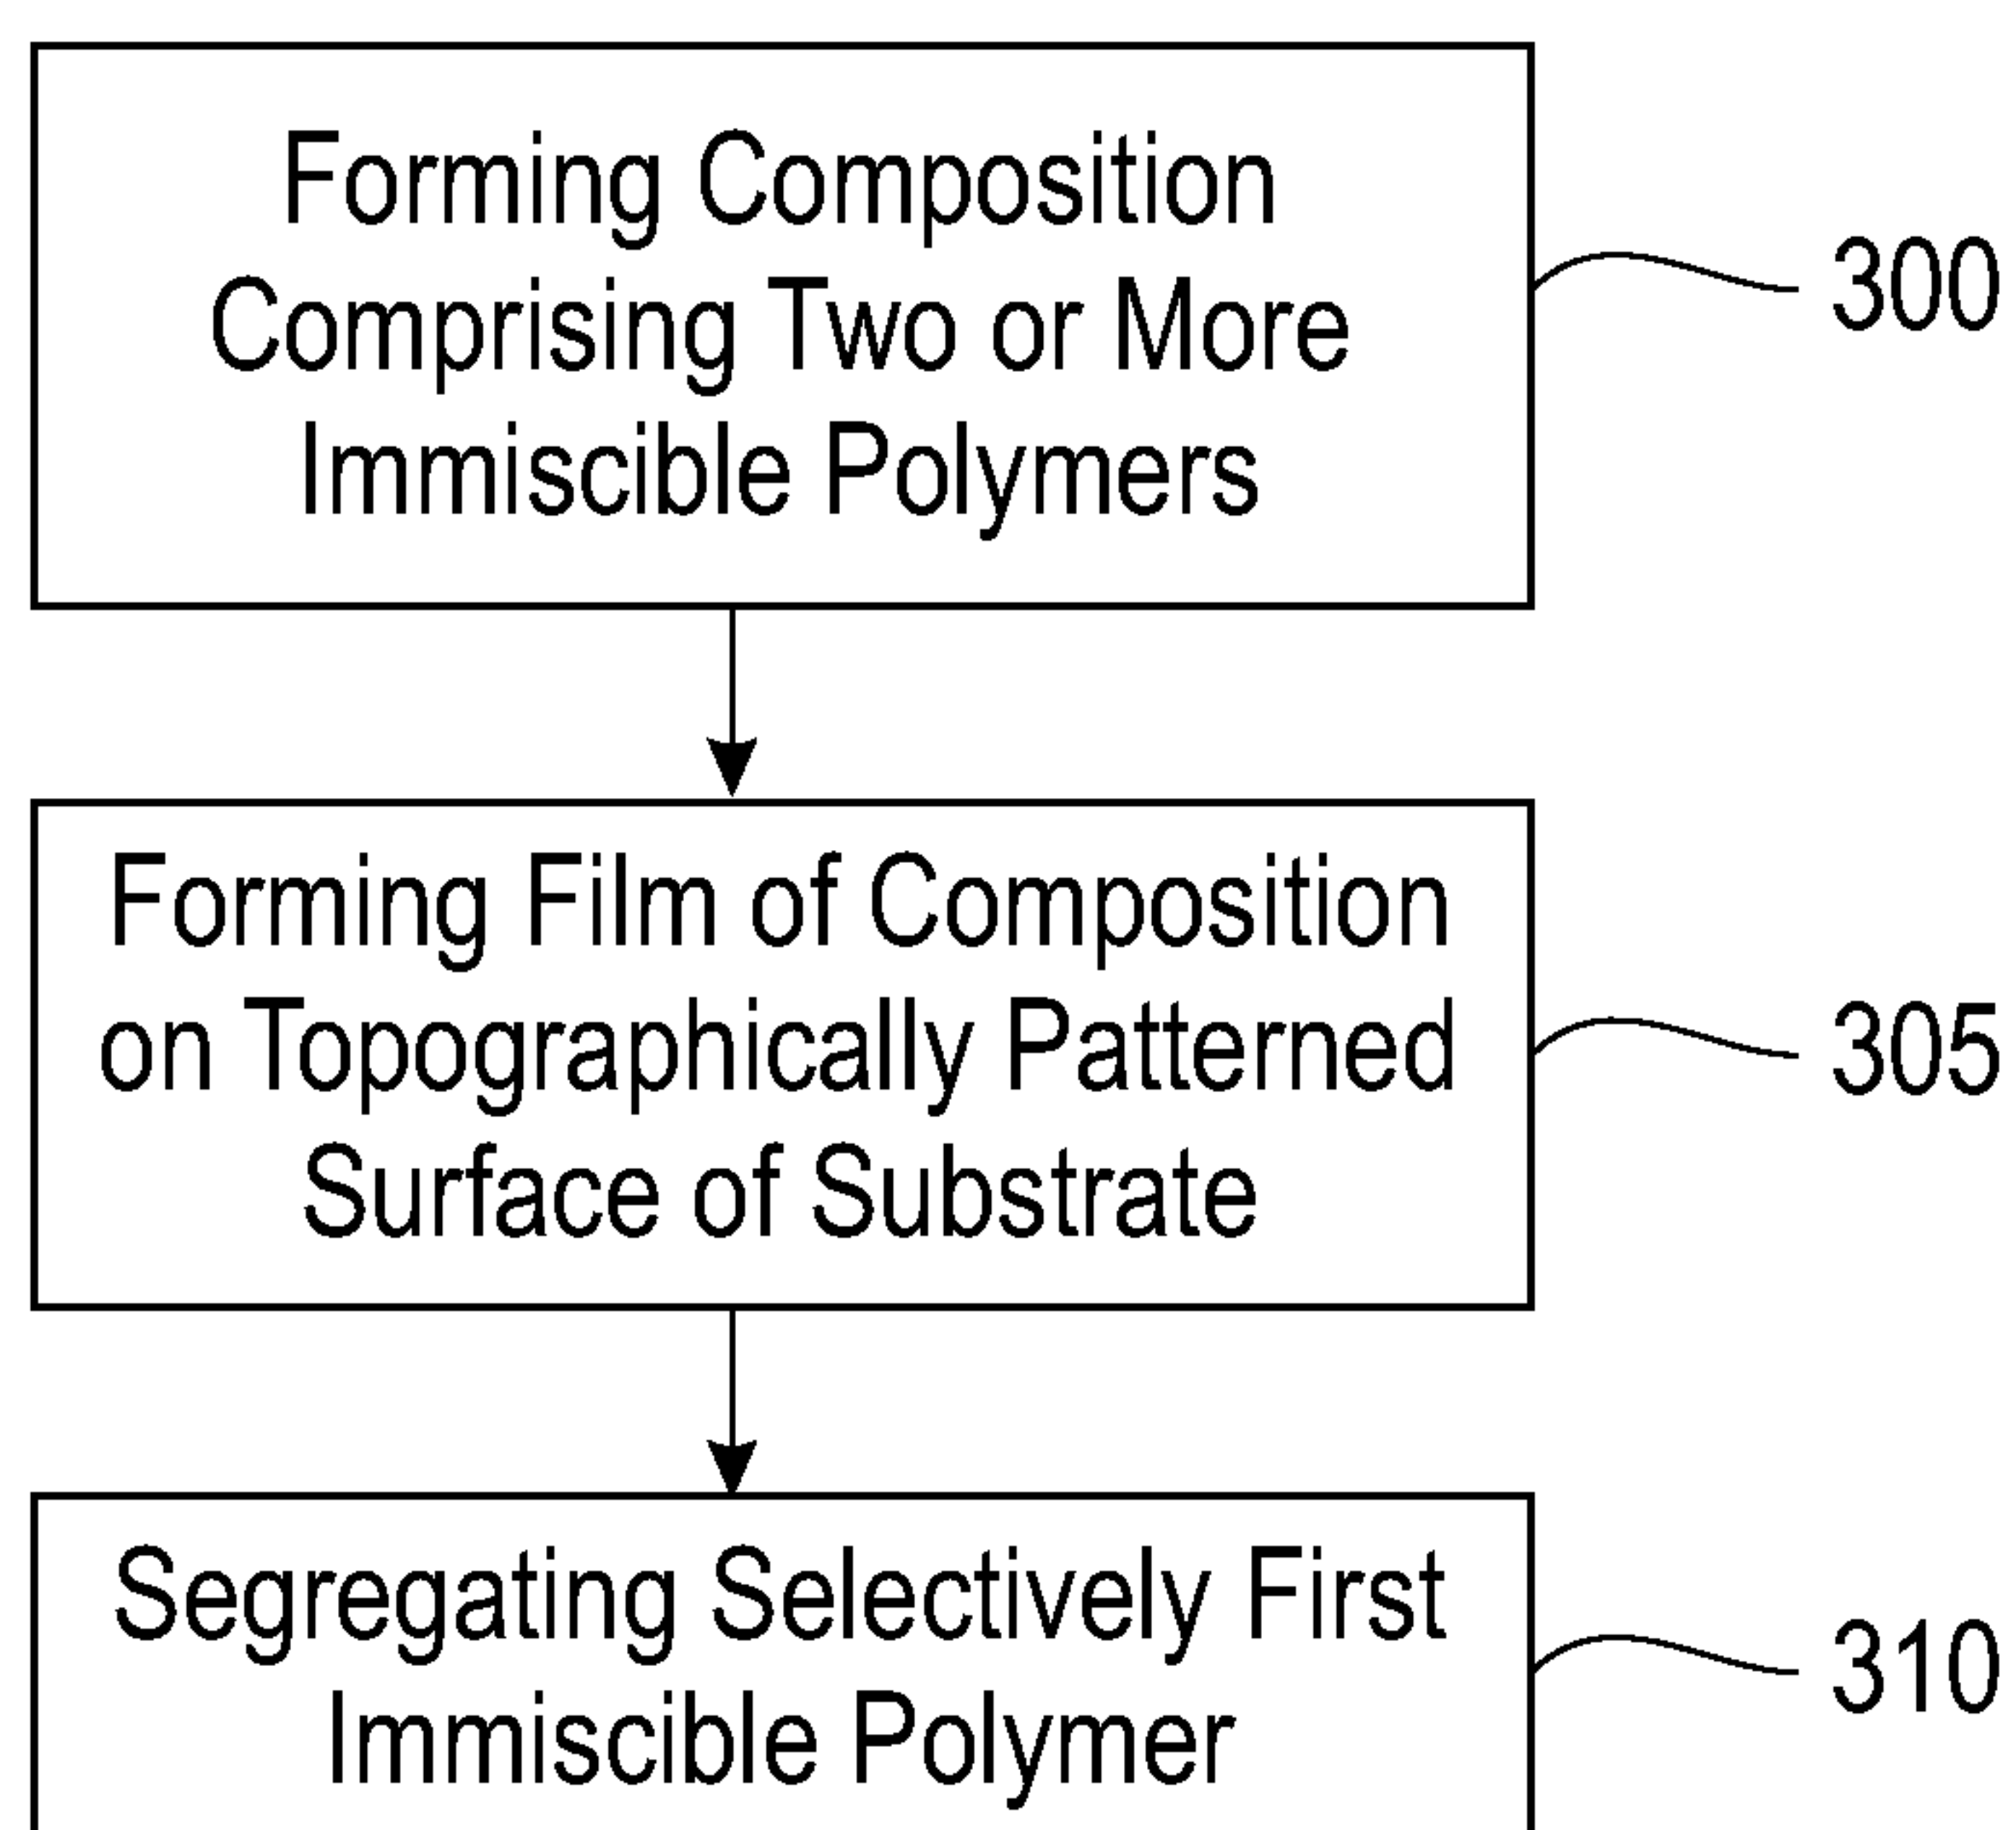 Forming Composition
Comprising Two or More
Immiscible Polymers
300
Forming Film of Composition
on Topographically Patterned
Surface of Substrate
305
Segregating Selectively First
Immiscible Polymer
310